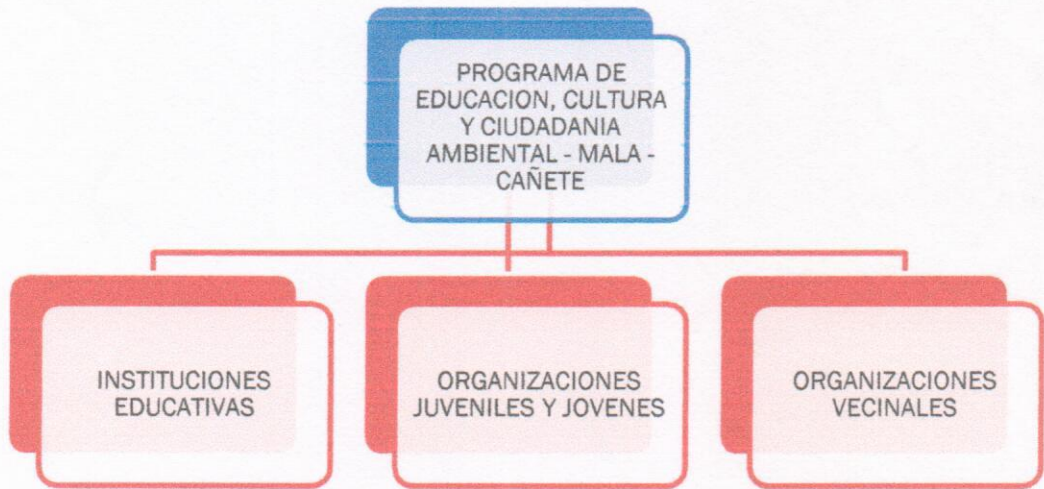 PROGRAMA DE
EDUCACION, CULTURA
Y CIUDADANIA
AMBIENTAL - MALA -
CAÑETE
INSTITUCIONES
EDUCATIVAS
ORGANIZACIONES
JUVENILES Y JOVENES
ORGANIZACIONES
VECINALES